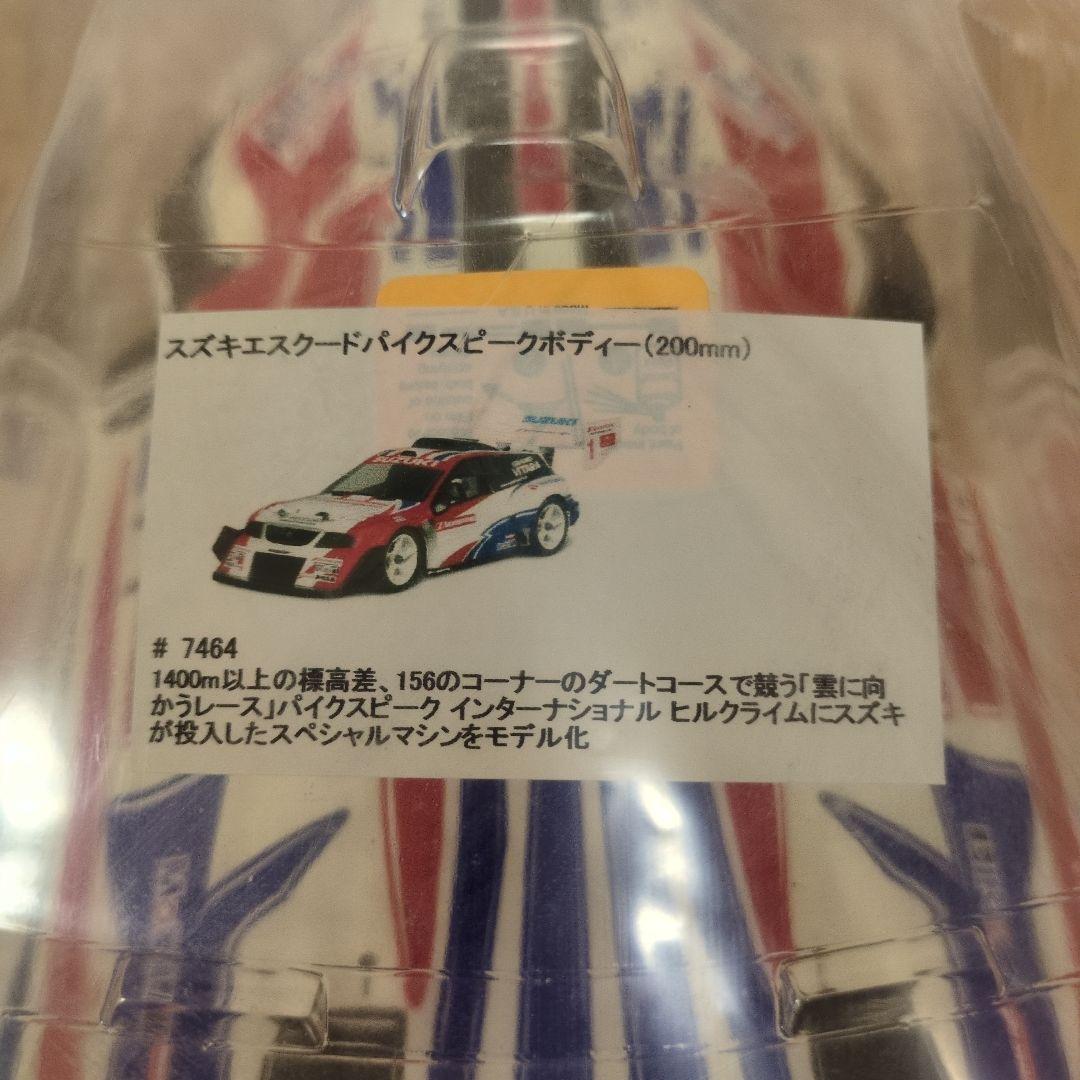 スズキエスクードパイクスピークボディー(200mm)
SUZUKI
SUZUKI
VITARA
1
# 7464
1400m以上の標高差、156のコーナーのダートコースで競う「雲に向
かうレース」パイクスピーク インターナショナル ヒルクライムにスズキ
が投入したスペシャルマシンをモデル化